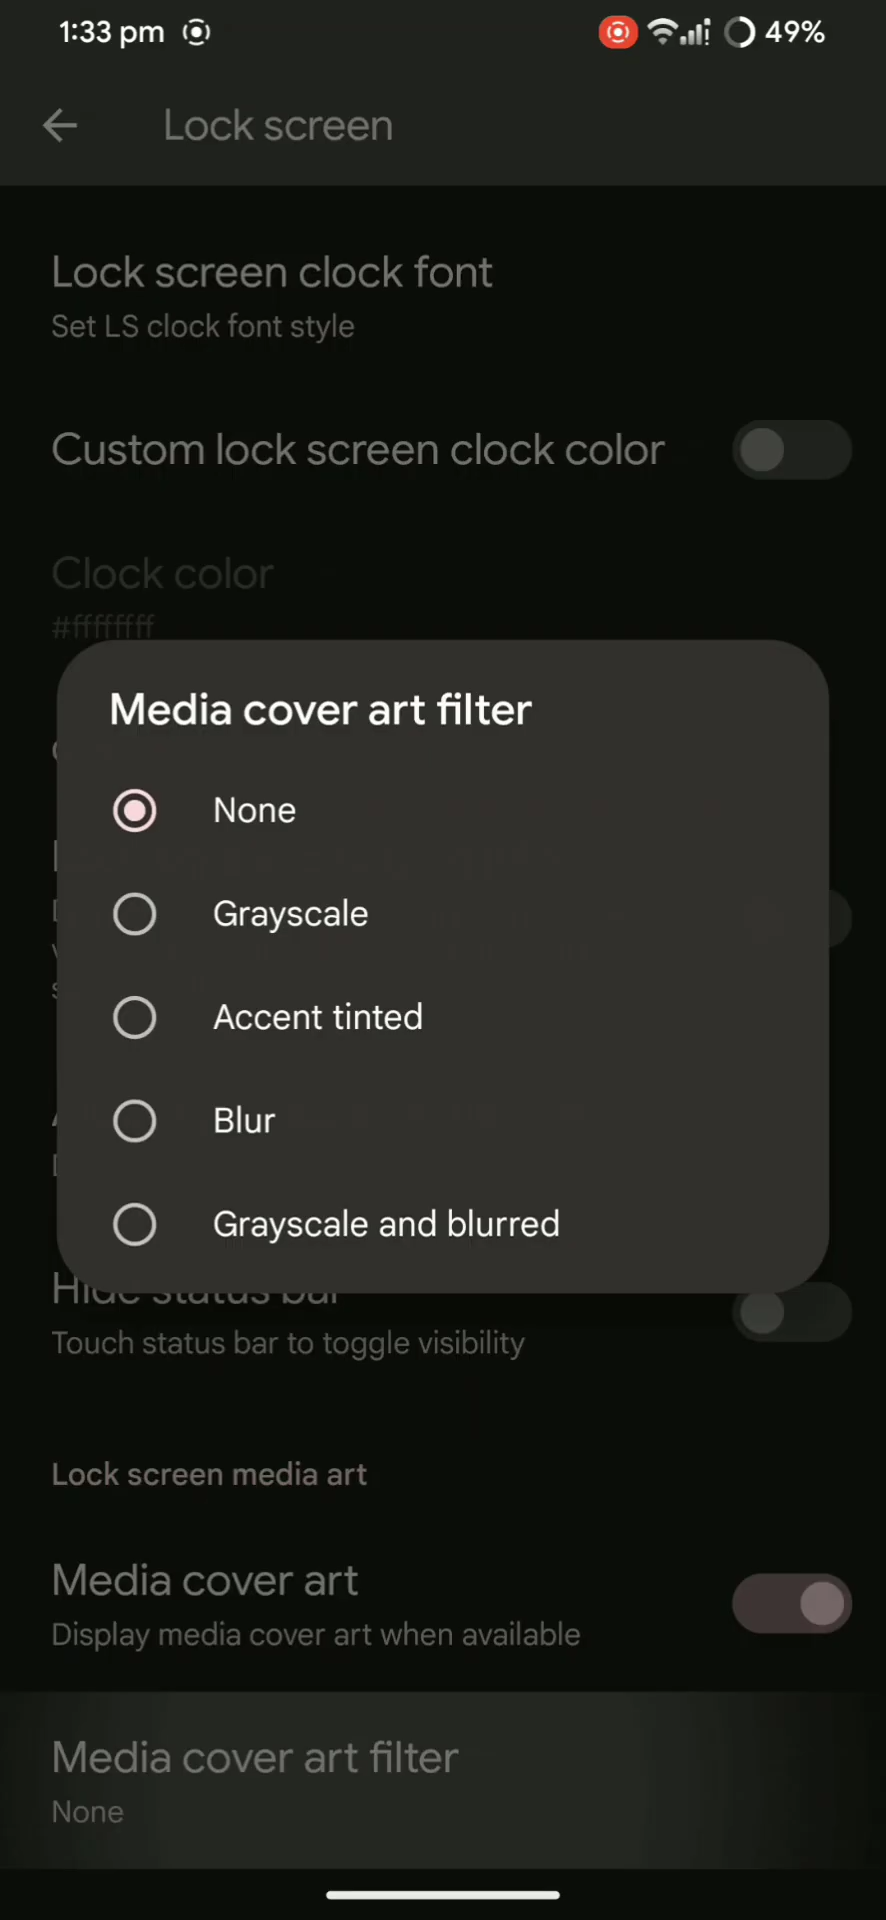 1:33 pm
49%
Lock screen
Lock screen clock font
Set LS clock font style
Custom lock screen clock color
Clock color
#ffffffff
Media cover art filter
None
Grayscale
Accent tinted
Blur
Grayscale and blurred
Hide status bar
Touch status bar to toggle visibility
Lock screen media art
Media cover art
Display media cover art when available
Media cover art filter
None